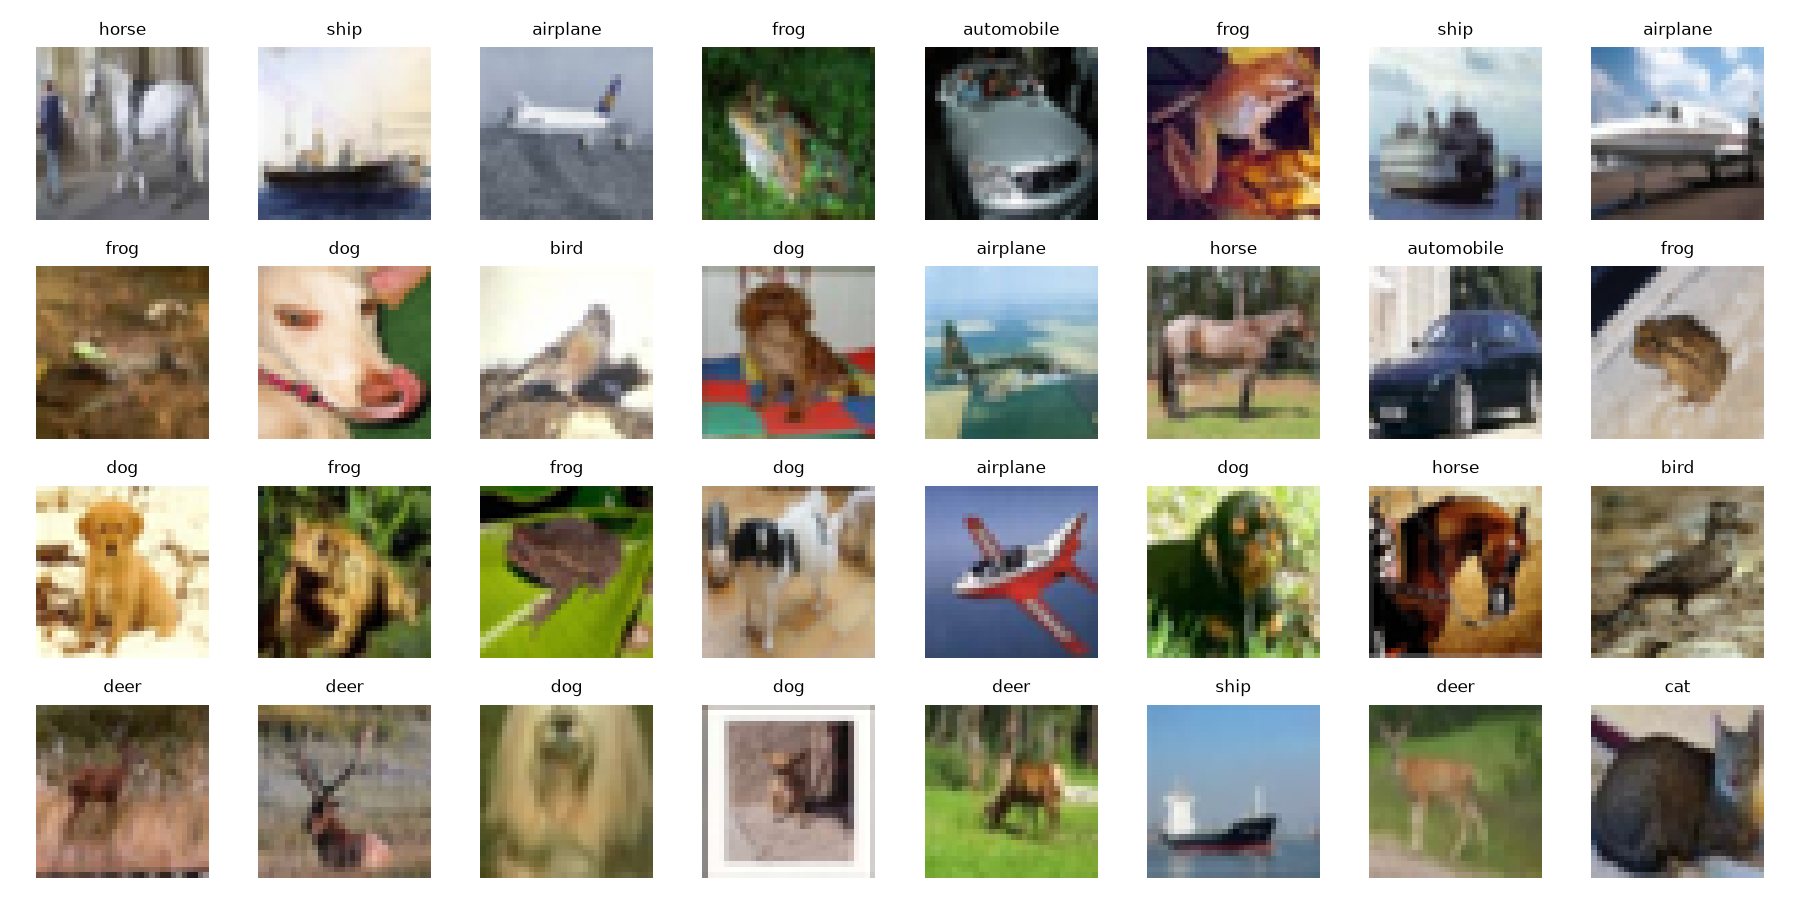 horse ship airplane frog automobile frog ship airplane
frog dog bird dog airplane horse automobile frog
dog frog frog dog airplane dog horse bird
deer deer dog dog deer ship deer cat